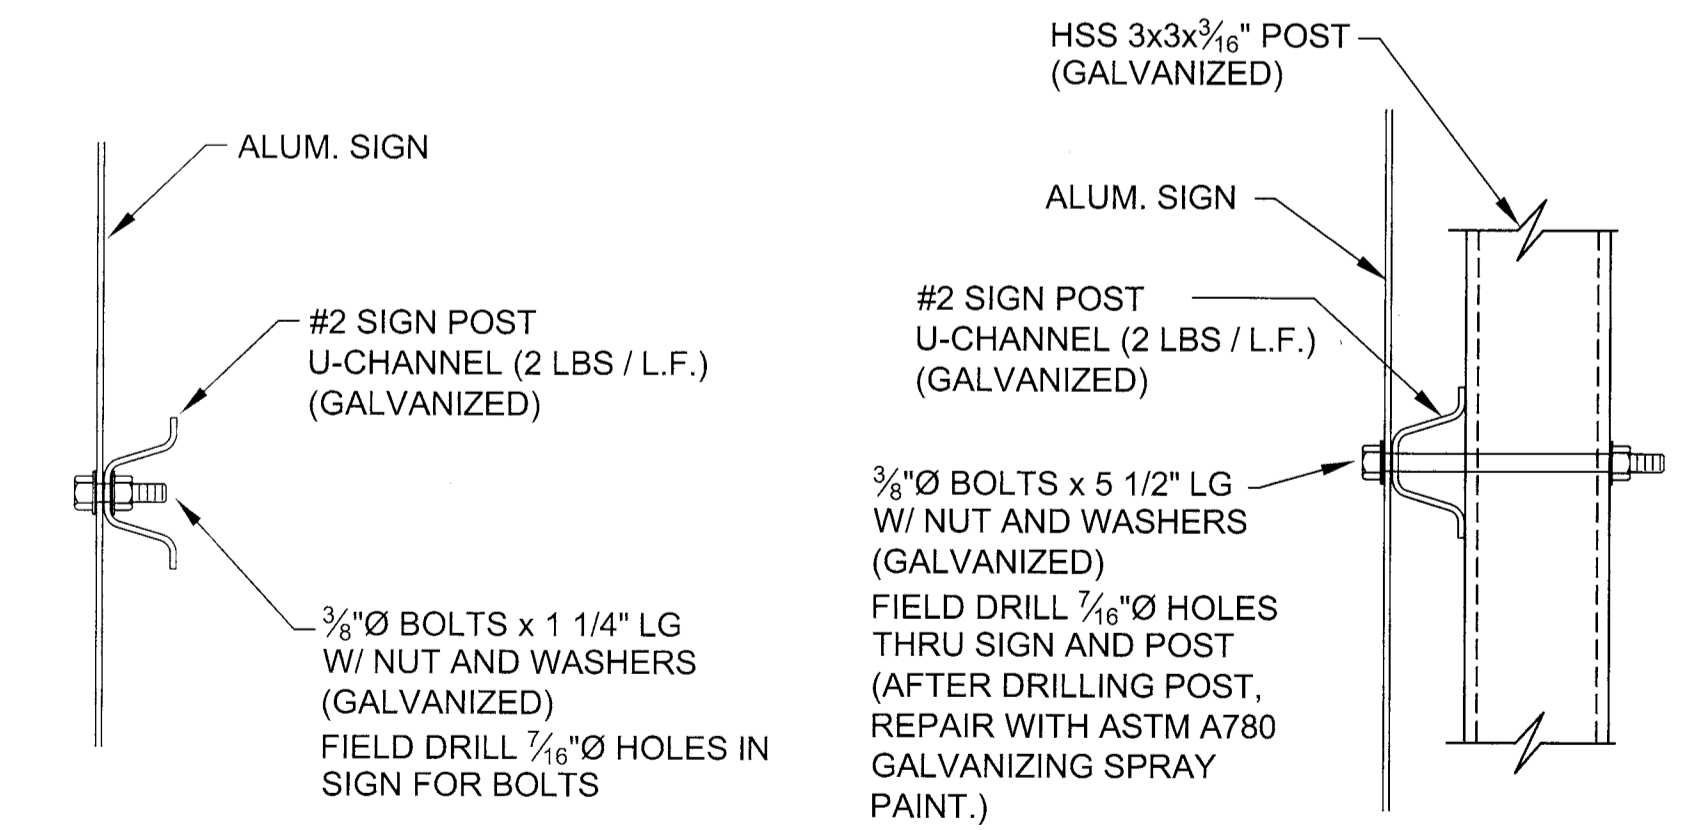 ALUM. SIGN
#2 SIGN POST
U-CHANNEL (2 LBS / L.F.)
(GALVANIZED)
3/8"Ø BOLTS x 1 1/4" LG
W/ NUT AND WASHERS
(GALVANIZED)
FIELD DRILL 7/16"Ø HOLES IN
SIGN FOR BOLTS
HSS 3x3x3/16" POST
(GALVANIZED)
ALUM. SIGN
#2 SIGN POST
U-CHANNEL (2 LBS / L.F.)
(GALVANIZED)
3/8"Ø BOLTS x 5 1/2" LG
W/ NUT AND WASHERS
(GALVANIZED)
FIELD DRILL 7/16"Ø HOLES
THRU SIGN AND POST
(AFTER DRILLING POST,
REPAIR WITH ASTM A780
GALVANIZING SPRAY
PAINT.)